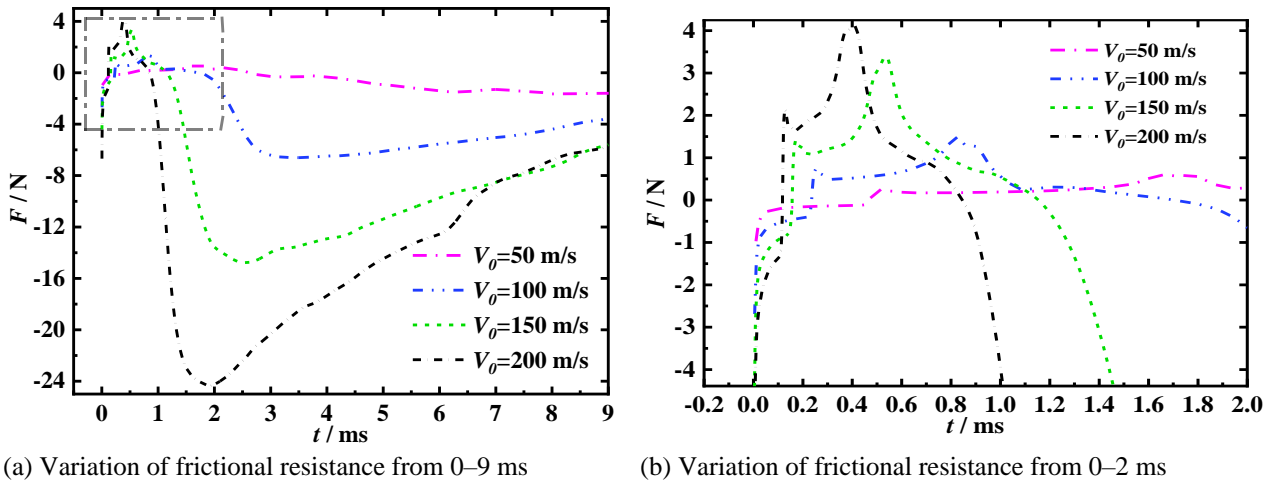 4
0
-4
-8
-12
-16
-20
-24
F / N
V0=50 m/s
V0=100 m/s
V0=150 m/s
V0=200 m/s
0 1 2 3 4 5 6 7 8 9
t / ms
(a) Variation of frictional resistance from 0–9 ms
4
3
2
1
0
-1
-2
-3
-4
F / N
V0=50 m/s
V0=100 m/s
V0=150 m/s
V0=200 m/s
-0.2 0.0 0.2 0.4 0.6 0.8 1.0 1.2 1.4 1.6 1.8 2.0
t / ms
(b) Variation of frictional resistance from 0–2 ms